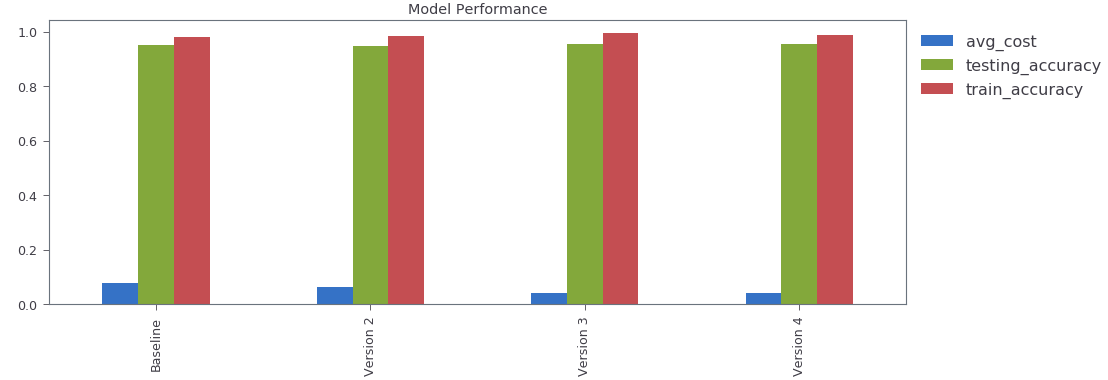 Model Performance
1.0
0.8
0.6
0.4
0.2
0.0
Baseline
Version 2
Version 3
Version 4
avg_cost
testing_accuracy
train_accuracy